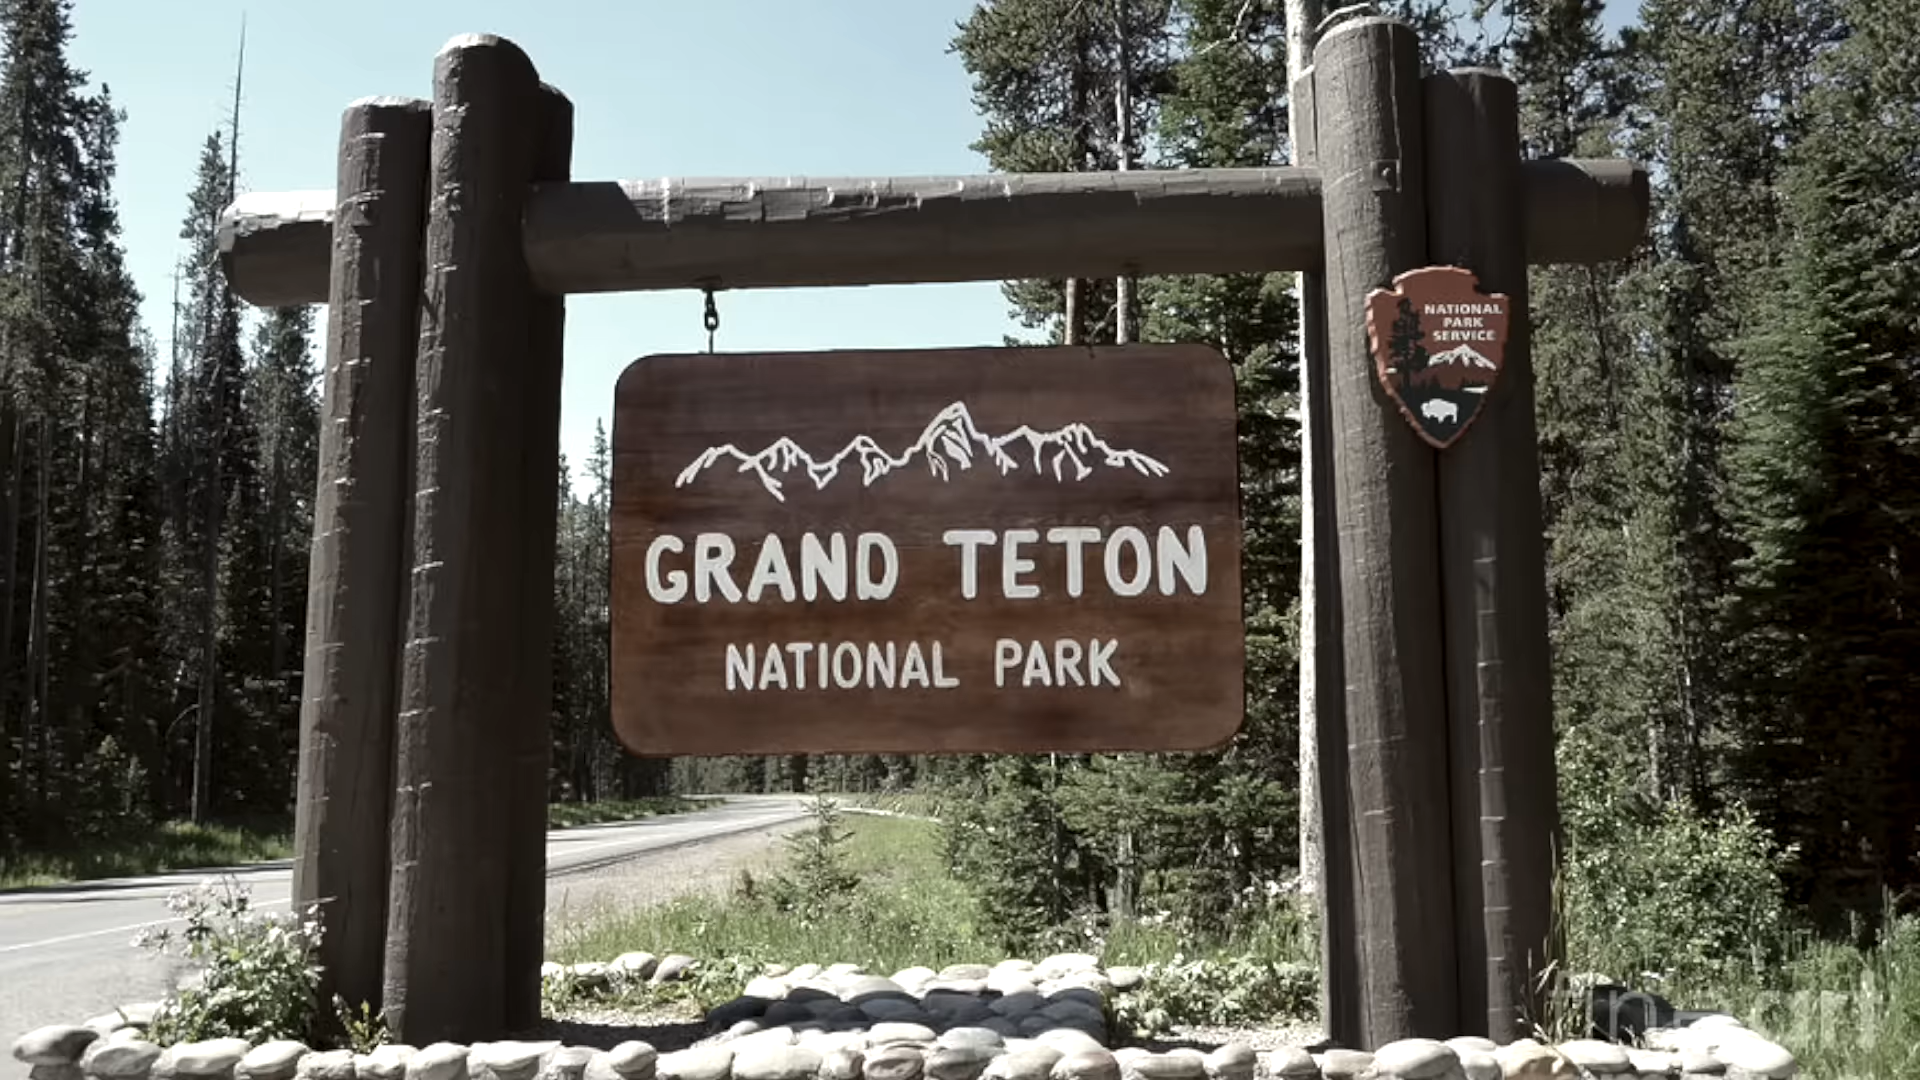 NATIONAL
PARK
SERVICE
GRAND TETON
NATIONAL PARK